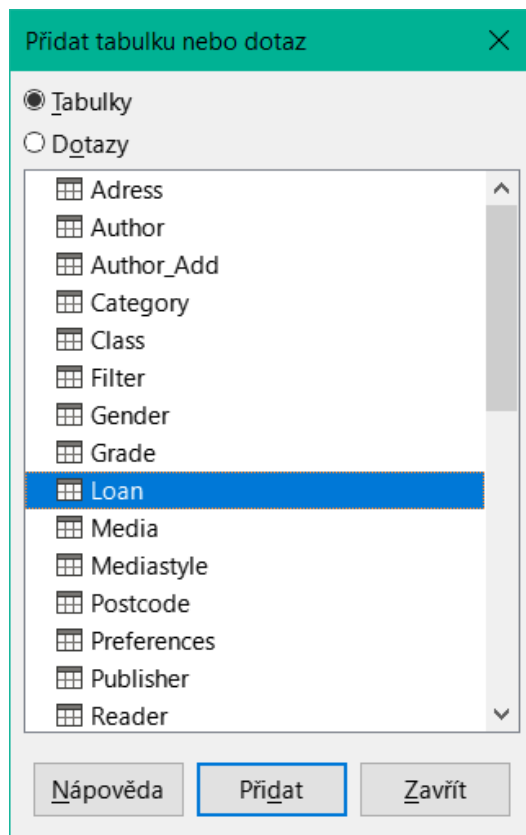 Přidat tabulku nebo dotaz
Tabulky
Dotazy
Adress
Author
Author_Add
Category
Class
Filter
Gender
Grade
Loan
Media
Mediastyle
Postcode
Preferences
Publisher
Reader
Nápověda Přidat Zavřít